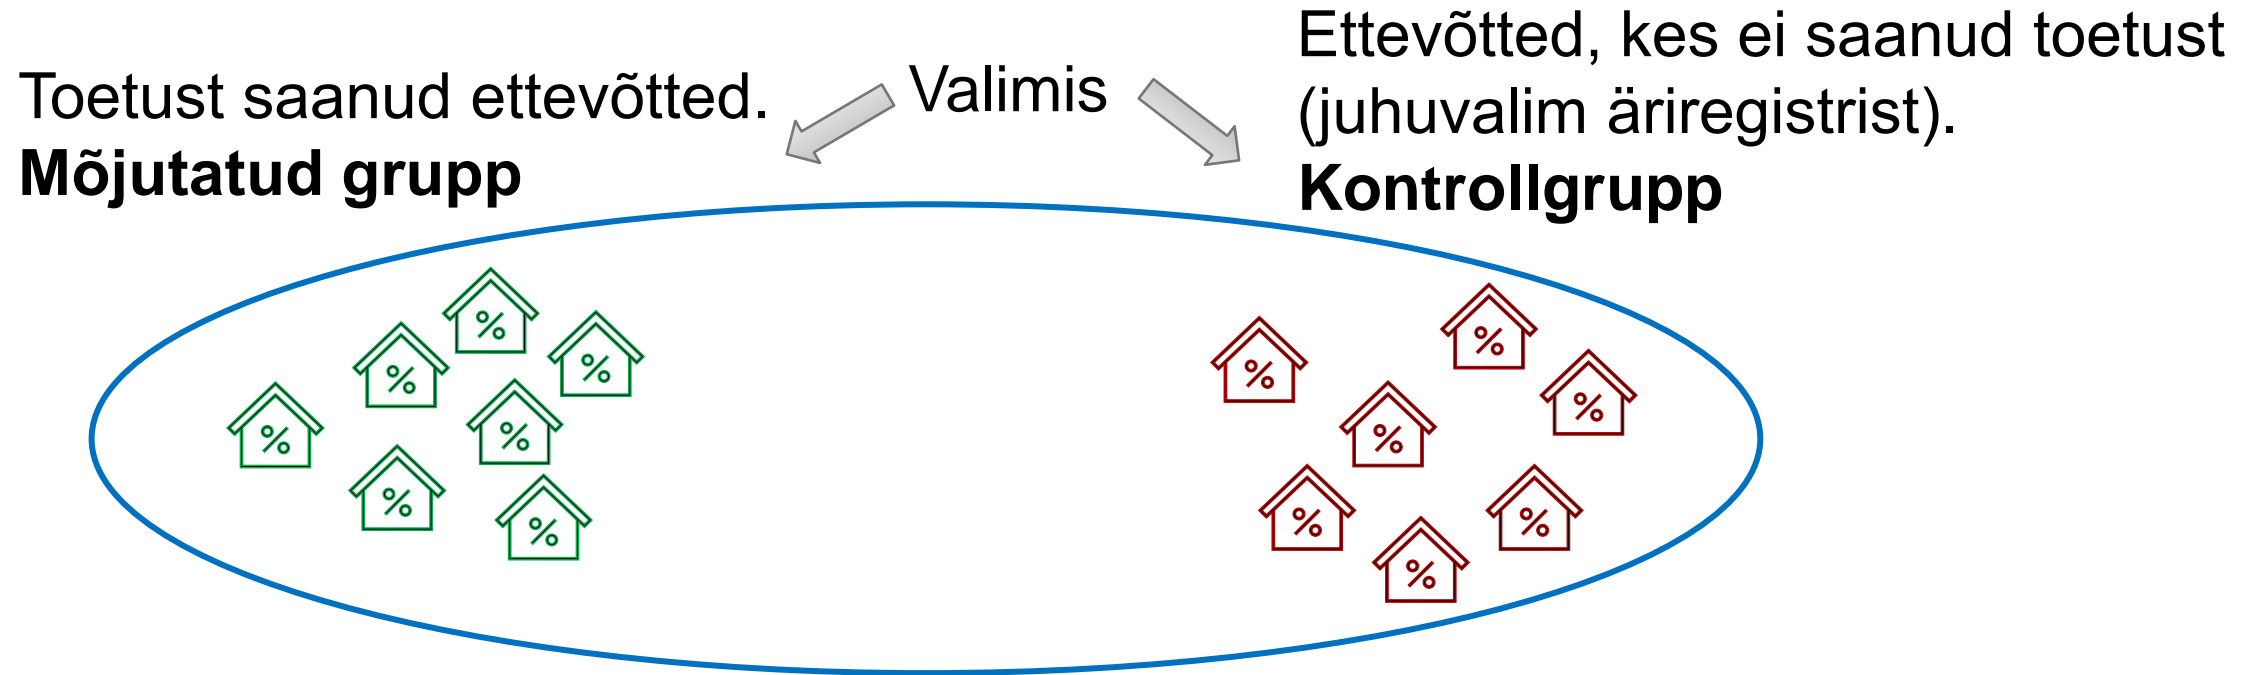 Toetust saanud ettevõtted.
Mõjutatud grupp
Valimis
Ettevõtted, kes ei saanud toetust
(juhuvalim äriregistrist).
Kontrollgrupp
%
%
%
%
%
%
%
%
%
%
%
%
%
%